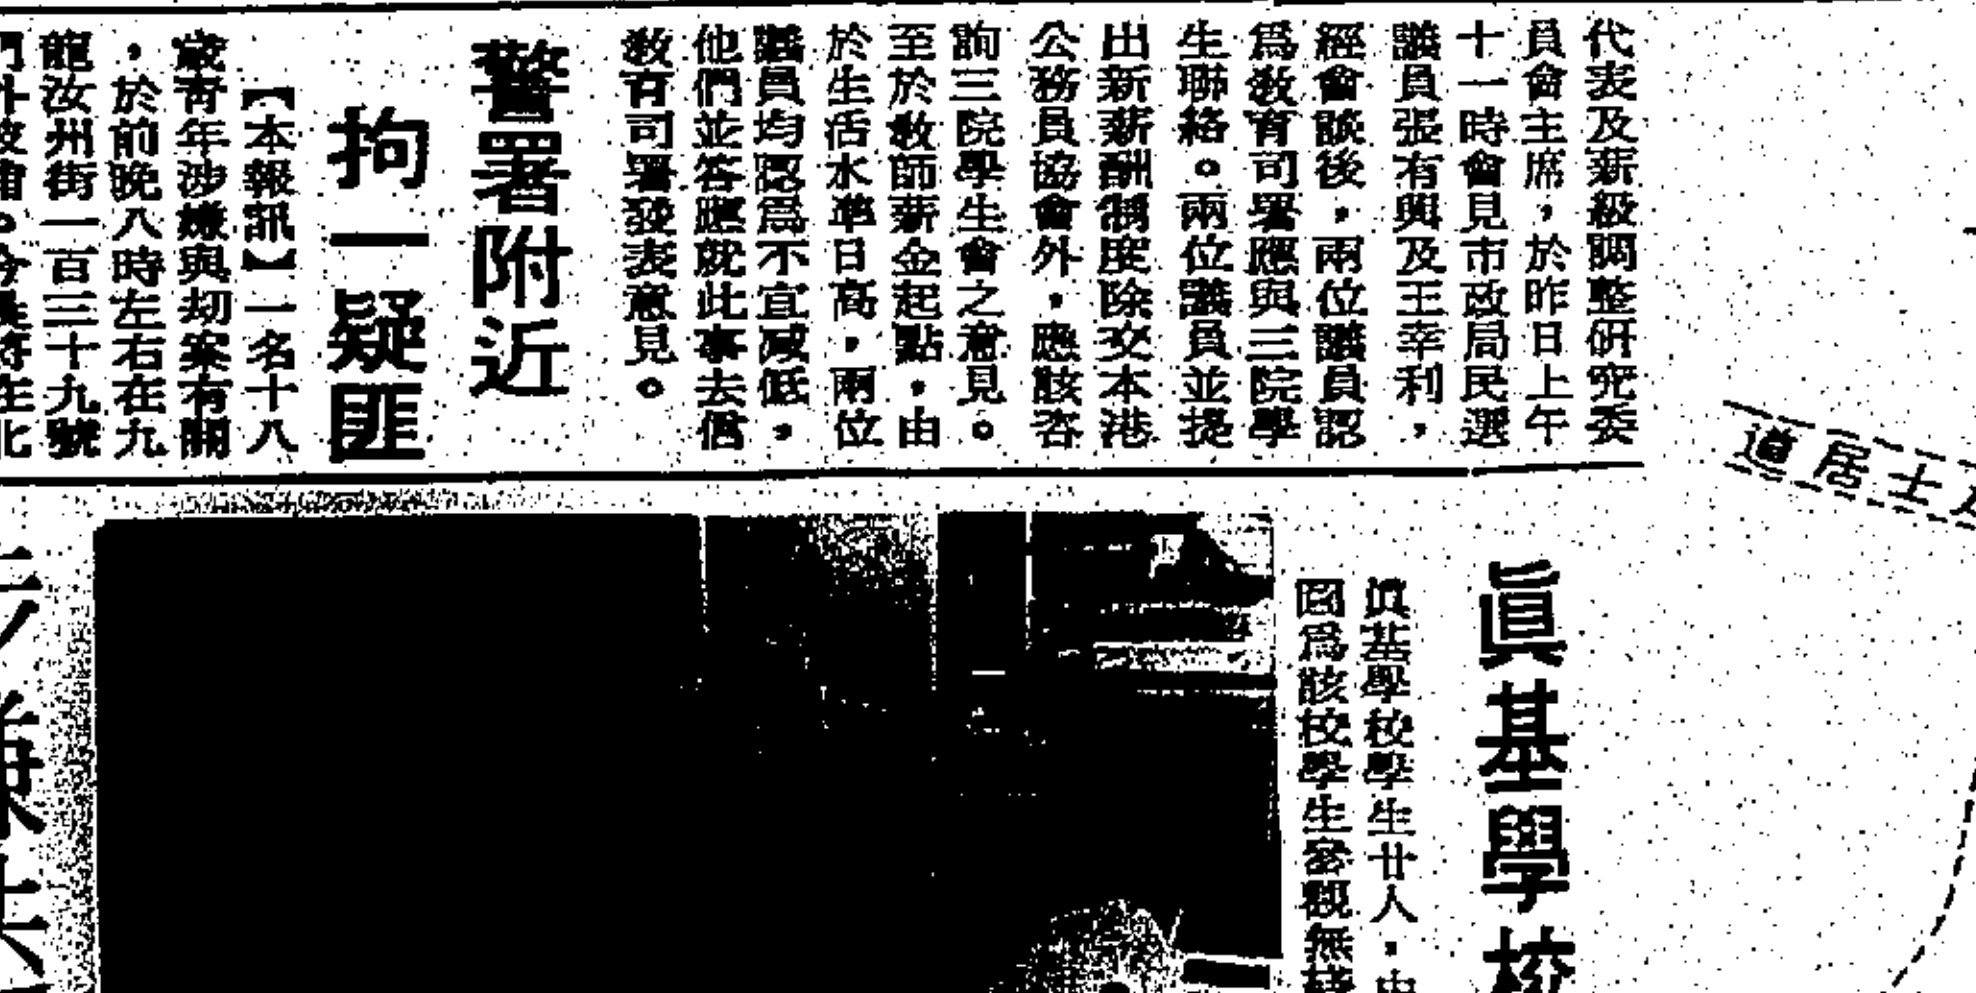 代表及薪級調整研究委
員會主席，於昨日上午
十一時會見市政局民選
議員張有興及王幸利，
經會談後，兩位議員認
爲教育司署應與三院學
生聯絡。兩位議員並提
出新薪酬制度除交本港
公務員協會外，應該咨
詢三院學生會之意見。
至於教師薪金起點，由
於生活水準日高，兩位
議員均認爲不宜减低，
他們並答應就此事去信
教育司署發表意見。
警署附近
拘一疑匪
【本報訊】一名十八
歲青年涉嫌與刧案有關
，於前晚八時左右在九
龍汝州街一百三十九號
道居士
眞基學校
眞基學校學生廿人，由
圖爲該校學生參觀無綫